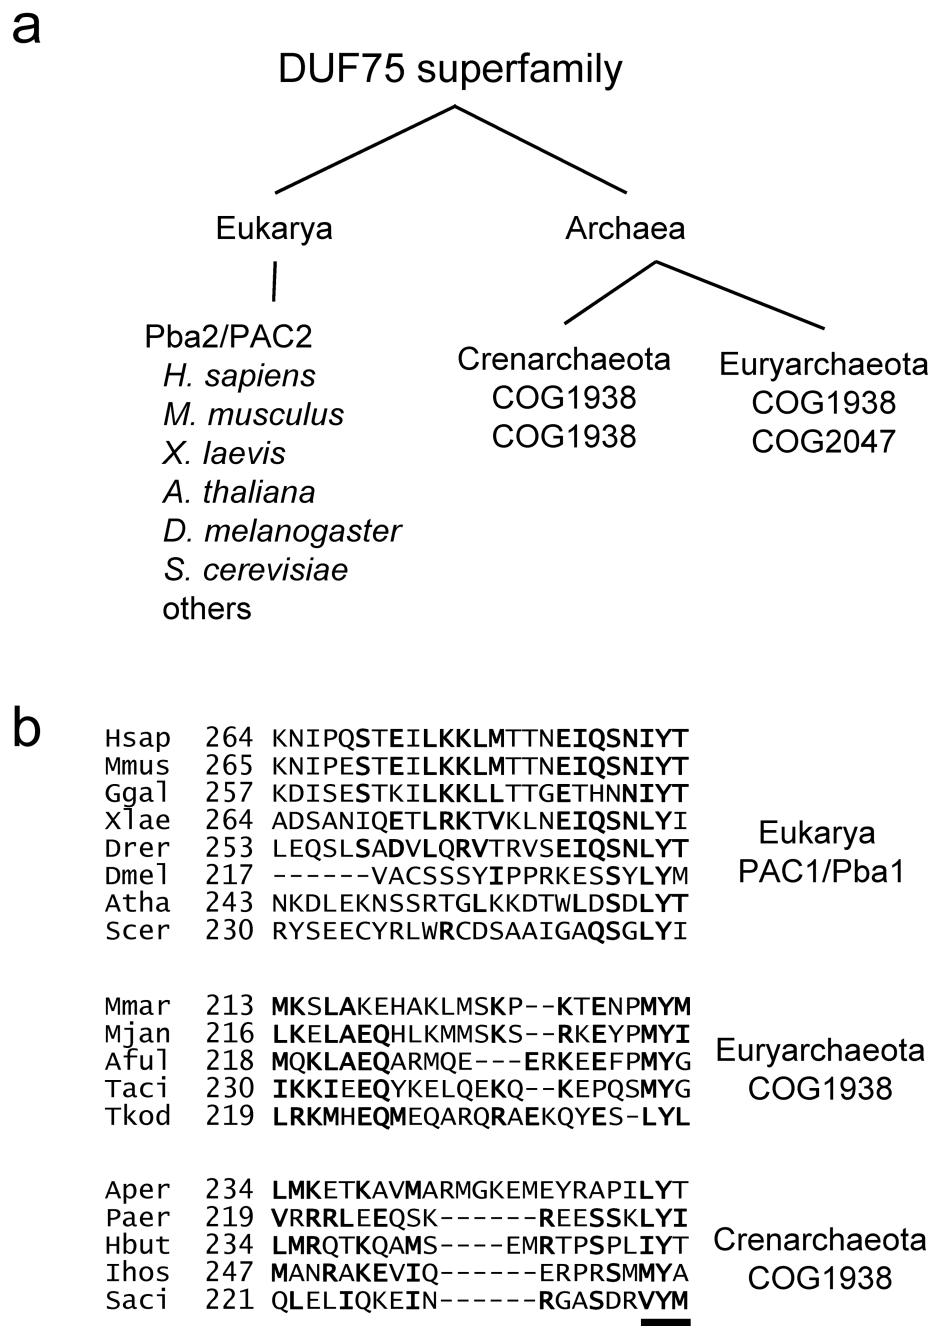 a
DUF75 superfamily
Eukarya
Archaea
Pba2/PAC2
H. sapiens
M. musculus
X. laevis
A. thaliana
D. melanogaster
S. cerevisiae
others
Crenarchaeota
COG1938
COG1938
Euryarchaeota
COG1938
COG2047
b
Hsap 264 KNIPQSTEILKKLMTTNEIQSNIYT
Mmus 265 KNIPESTEILKKLMTTNEIQSNIYT
Ggal 257 KDISESTKILKKLLTTGETHNNIYT
Xlae 264 ADSANIQETLRKTVKLNEIQSNLYI
Drer 253 LEQSLSADVLQRVTRVSEIQSNLYT
Dmel 217 ------VACSSSYIPPRKESSYLYM
Atha 243 NKDLEKNSSRTGLKKDTWLDSDLYT
Scer 230 RYSEECYRLWRCDSAAIGAQSGLYI
Eukarya
PAC1/Pba1
Mmar 213 MKSLAKEHAKLMSKP--KTENPMYM
Mjan 216 LKELAEQHLKMMSKS--RKEYPMYI
Aful 218 MQKLAEQARMQE---ERKEEFPMYG
Taci 230 IKKIEEQYKELQEKQ--KEPQSMYG
Tkod 219 LRKMHEQMEQARQRAEKQYES-LYL
Euryarchaeota
COG1938
Aper 234 LMKETKAVMARMGKEMEYRAPILYT
Paer 219 VRRRLEEQSK------REESSKLYI
Hbut 234 LMRQTKQAMS----EMRTPSPLIYT
Ihos 247 MANRAKEVIQ------ERPRSMMYA
Saci 221 QLELIQKEIN------RGASDRVYM
Crenarchaeota
COG1938